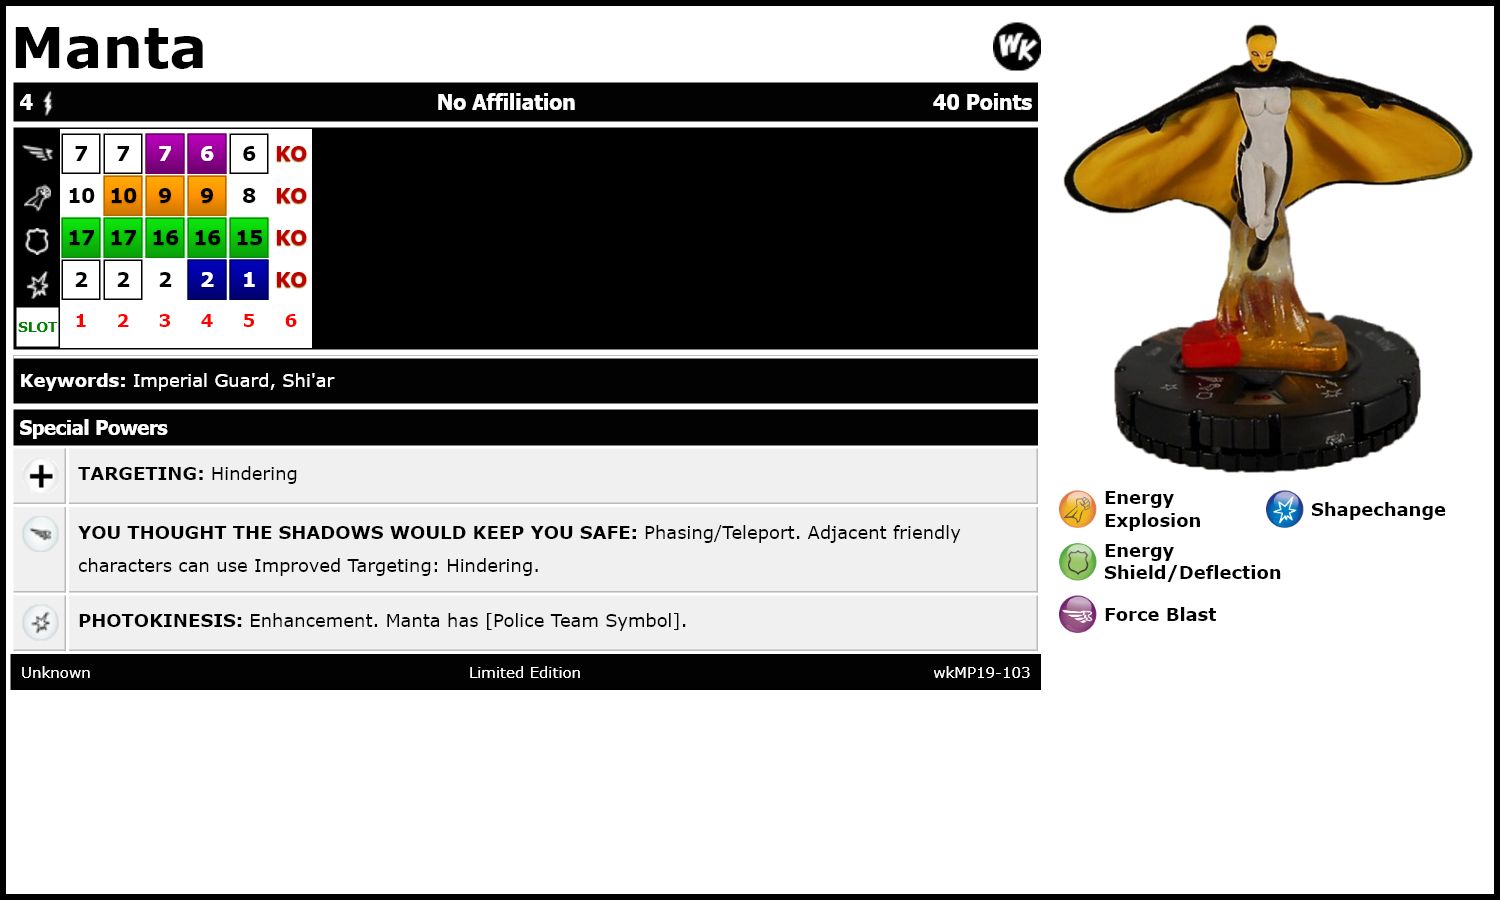 Manta
WK
4 No Affiliation 40 Points
7 7 7 6 6 KO
10 10 9 9 8 KO
17 17 16 16 15 KO
2 2 2 2 1 KO
SLOT 1 2 3 4 5 6
Keywords: Imperial Guard, Shi'ar
Special Powers
TARGETING: Hindering
YOU THOUGHT THE SHADOWS WOULD KEEP YOU SAFE: Phasing/Teleport. Adjacent friendly
characters can use Improved Targeting: Hindering.
PHOTOKINESIS: Enhancement. Manta has [Police Team Symbol].
Unknown Limited Edition wkMP19-103
Energy
Explosion
Shapechange
Energy
Shield/Deflection
Force Blast